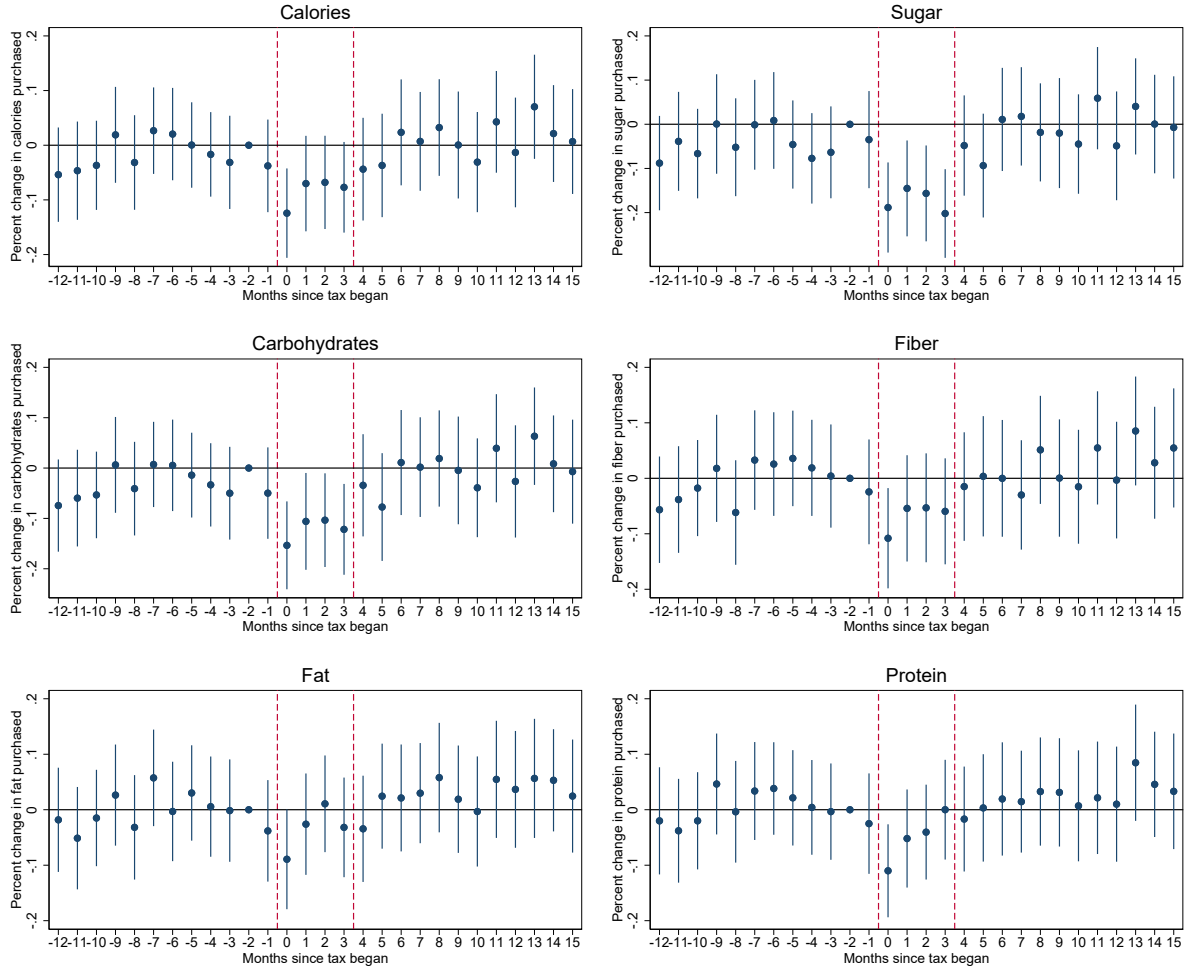 Calories
Percent change in calories purchased
.2
.1
0
-.1
-.2
-12 -11 -10 -9 -8 -7 -6 -5 -4 -3 -2 -1 0 1 2 3 4 5 6 7 8 9 10 11 12 13 14 15
Months since tax began
Sugar
Percent change in sugar purchased
.2
.1
0
-.1
-.2
-12 -11 -10 -9 -8 -7 -6 -5 -4 -3 -2 -1 0 1 2 3 4 5 6 7 8 9 10 11 12 13 14 15
Months since tax began
Carbohydrates
Percent change in carbohydrates purchased
.2
.1
0
-.1
-.2
-12 -11 -10 -9 -8 -7 -6 -5 -4 -3 -2 -1 0 1 2 3 4 5 6 7 8 9 10 11 12 13 14 15
Months since tax began
Fiber
Percent change in fiber purchased
.2
.1
0
-.1
-.2
-12 -11 -10 -9 -8 -7 -6 -5 -4 -3 -2 -1 0 1 2 3 4 5 6 7 8 9 10 11 12 13 14 15
Months since tax began
Fat
Percent change in fat purchased
.2
.1
0
-.1
-.2
-12 -11 -10 -9 -8 -7 -6 -5 -4 -3 -2 -1 0 1 2 3 4 5 6 7 8 9 10 11 12 13 14 15
Months since tax began
Protein
Percent change in protein purchased
.2
.1
0
-.1
-.2
-12 -11 -10 -9 -8 -7 -6 -5 -4 -3 -2 -1 0 1 2 3 4 5 6 7 8 9 10 11 12 13 14 15
Months since tax began